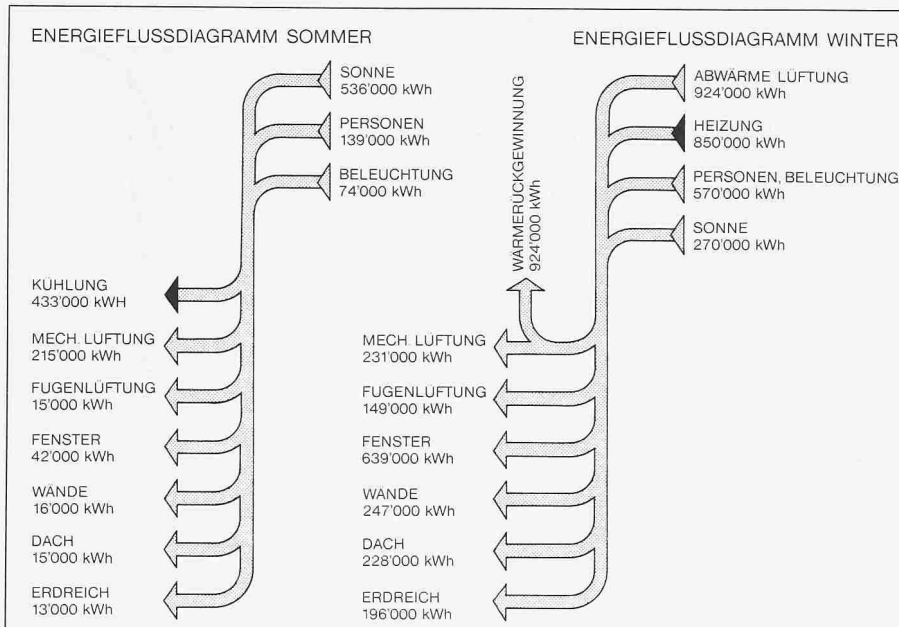 ENERGIEFLUSSDIAGRAMM SOMMER
SONNE
536'000 kWh
PERSONEN
139'000 kWh
BELEUCHTUNG
74'000 kWh
KÜHLUNG
433'000 kWH
MECH. LÜFTUNG
215'000 kWh
FUGENLÜFTUNG
15'000 kWh
FENSTER
42'000 kWh
WÄNDE
16'000 kWh
DACH
15'000 kWh
ERDREICH
13'000 kWh
ENERGIEFLUSSDIAGRAMM WINTER
ABWÄRME LÜFTUNG
924'000 kWh
HEIZUNG
850'000 kWh
PERSONEN, BELEUCHTUNG
570'000 kWh
SONNE
270'000 kWh
WÄRMERÜCKGEWINNUNG
924'000 kWh
MECH. LÜFTUNG
231'000 kWh
FUGENLÜFTUNG
149'000 kWh
FENSTER
639'000 kWh
WÄNDE
247'000 kWh
DACH
228'000 kWh
ERDREICH
196'000 kWh